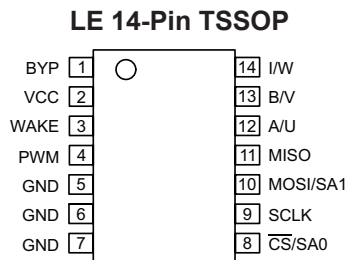 LE 14-Pin TSSOP
BYP 1 14 I/W
VCC 2 13 B/V
WAKE 3 12 A/U
PWM 4 11 MISO
GND 5 10 MOSI/SA1
GND 6 9 SCLK
GND 7 8 CS/SA0